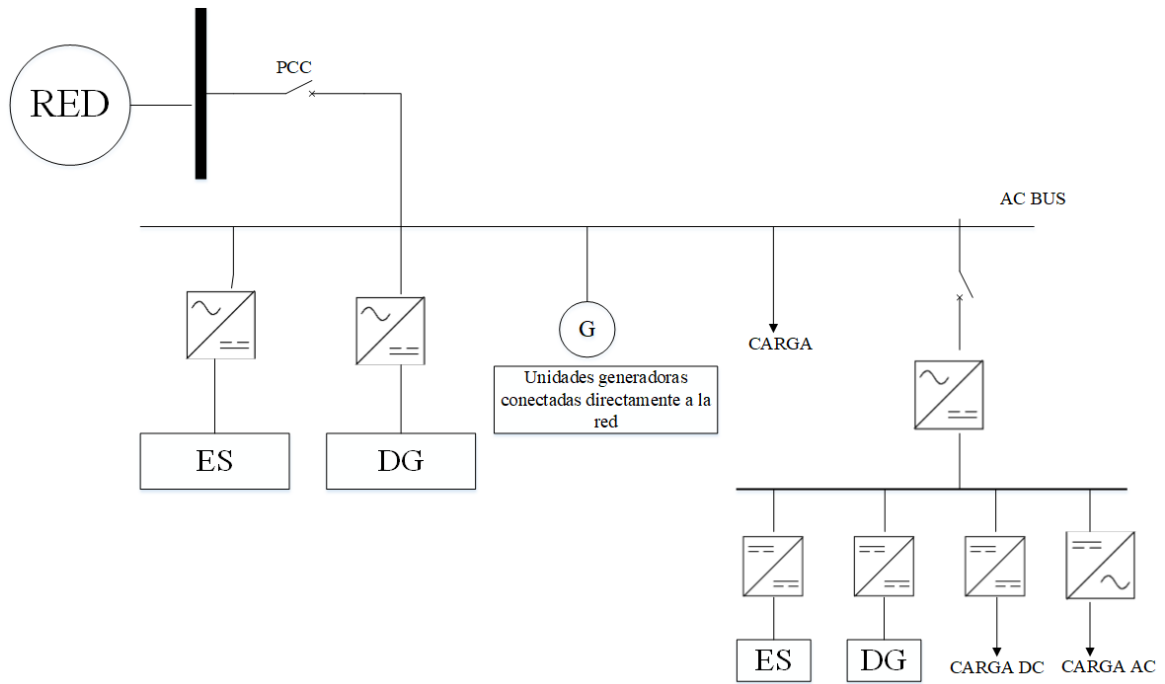 PCC
RED
AC BUS
G
CARGA
Unidades generadoras
conectadas directamente a la
red
ES
DG
ES
DG
CARGA DC
CARGA AC